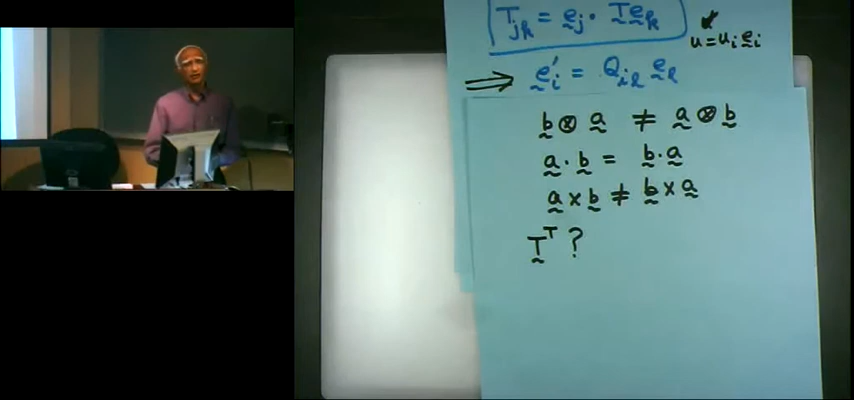 T_jk = e_j · T e_k
u = u_i e_i
⇒ e'_i = Q_il e_l
b ⊗ a ≠ a ⊗ b
a · b = b · a
a × b ≠ b × a
T^T ?